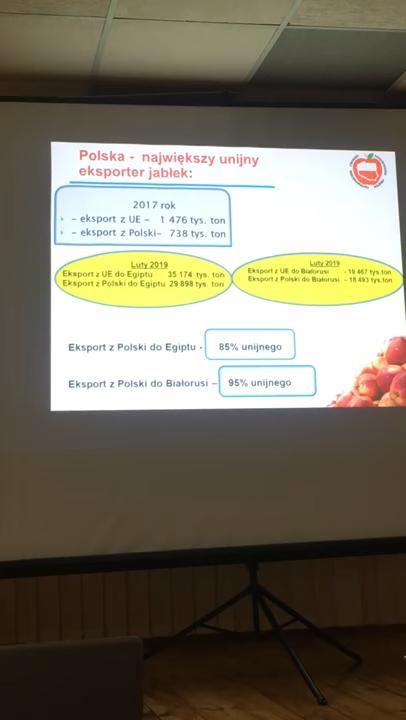 Polska - największy unijny
eksporter jabłek:
2017 rok
– eksport z UE – 1 476 tys. ton
– eksport z Polski– 738 tys. ton
Luty 2019
Eksport z UE do Egiptu 35 174 tys. ton
Eksport z Polski do Egiptu 29 898 tys. ton
Luty 2019
Eksport z UE do Białorusi - 19 467 tys.ton
Eksport z Polski do Białorusi – 18 493 tys.ton
Eksport z Polski do Egiptu - 85% unijnego
Eksport z Polski do Białorusi – 95% unijnego